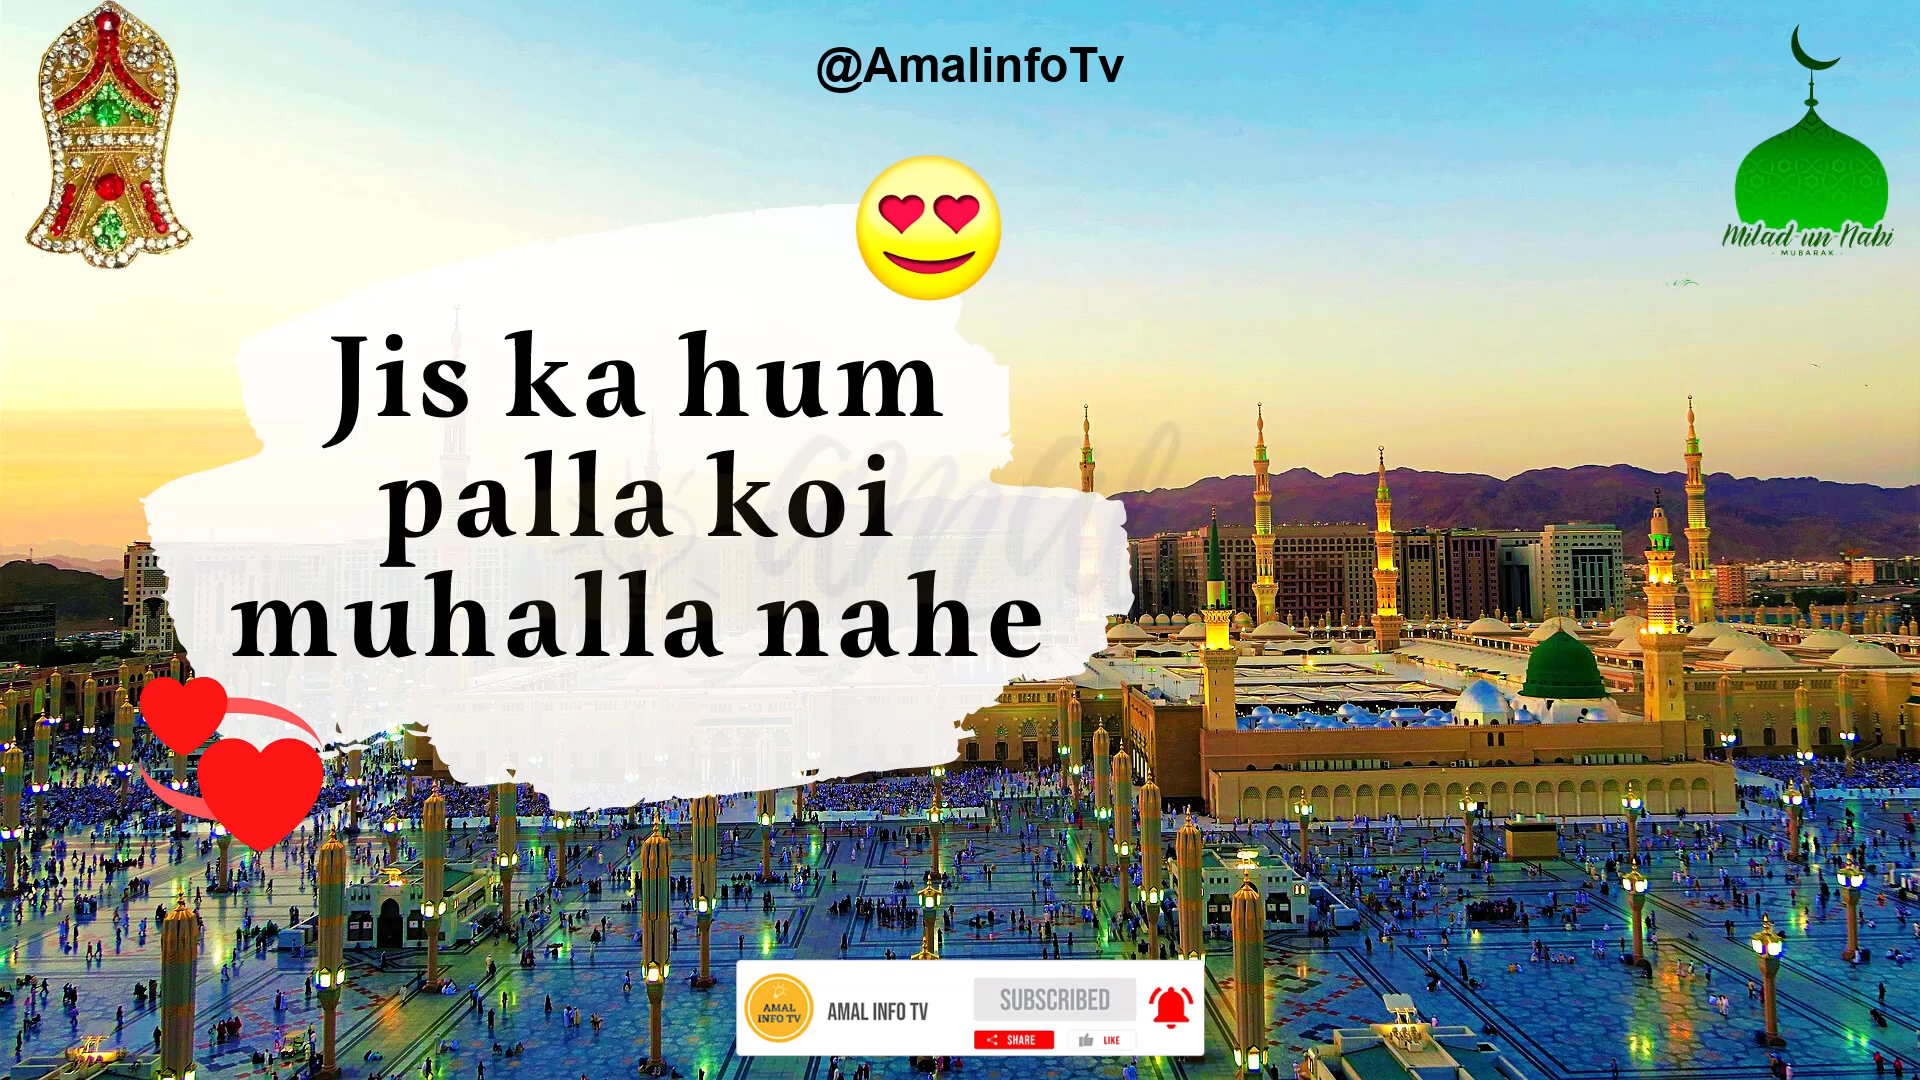 @AmalinfoTv
Milad-un-Nabi
- MUBARAK -
Jis ka hum
palla koi
muhalla nahe
amal
AMAL
INFO TV
AMAL INFO TV
SUBSCRIBED
SHARE
LIKE